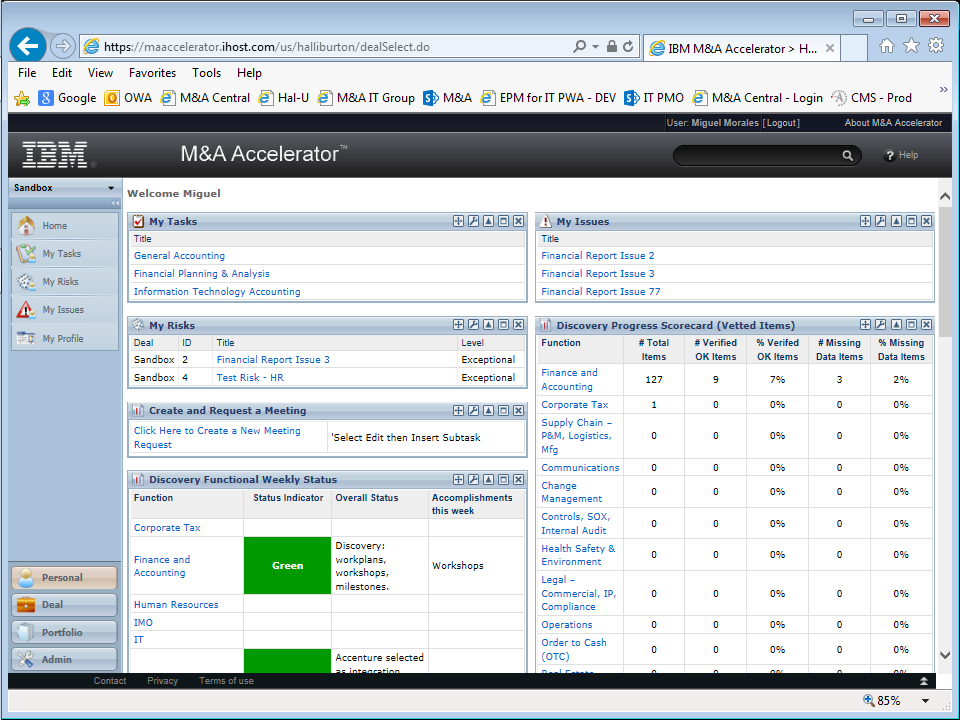 https://maaccelerator.ihost.com/us/halliburton/dealSelect.do
IBM M&A Accelerator > H...
File Edit View Favorites Tools Help
Google OWA M&A Central Hal-U M&A IT Group M&A EPM for IT PWA - DEV IT PMO M&A Central - Login CMS - Prod
User: Miguel Morales [Logout] About M&A Accelerator
IBM M&A Accelerator™ Help
Sandbox
Home
My Tasks
My Risks
My Issues
My Profile
Personal
Deal
Portfolio
Admin
Welcome Miguel
My Tasks
Title
General Accounting
Financial Planning & Analysis
Information Technology Accounting
My Risks
Deal ID Title Level
Sandbox 2 Financial Report Issue 3 Exceptional
Sandbox 4 Test Risk - HR Exceptional
Create and Request a Meeting
Click Here to Create a New Meeting
Request
'Select Edit then Insert Subtask
Discovery Functional Weekly Status
Function Status Indicator Overall Status Accomplishments
this week
Corporate Tax
Finance and
Accounting
Green
Discovery:
workplans,
workshops,
milestones.
Workshops
Human Resources
IMO
IT
Accenture selected
as integration
My Issues
Title
Financial Report Issue 2
Financial Report Issue 3
Financial Report Issue 77
Discovery Progress Scorecard (Vetted Items)
Function # Total # Verified % Verifed # Missing % Missing
Items OK Items OK Items Data Items Data Items
Finance and
Accounting 127 9 7% 3 2%
Corporate Tax 1 0 0% 0 0%
Supply Chain –
P&M, Logistics, 0 0 0% 0 0%
Mfg
Communications 0 0 0% 0 0%
Change
Management 0 0 0% 0 0%
Controls, SOX,
Internal Audit 0 0 0% 0 0%
Health Safety &
Environment 0 0 0% 0 0%
Legal –
Commercial, IP, 0 0 0% 0 0%
Compliance
Operations 0 0 0% 0 0%
Order to Cash
(OTC) 0 0 0% 0 0%
Real Estate 0 0 0% 0 0%
Contact Privacy Terms of use
85%